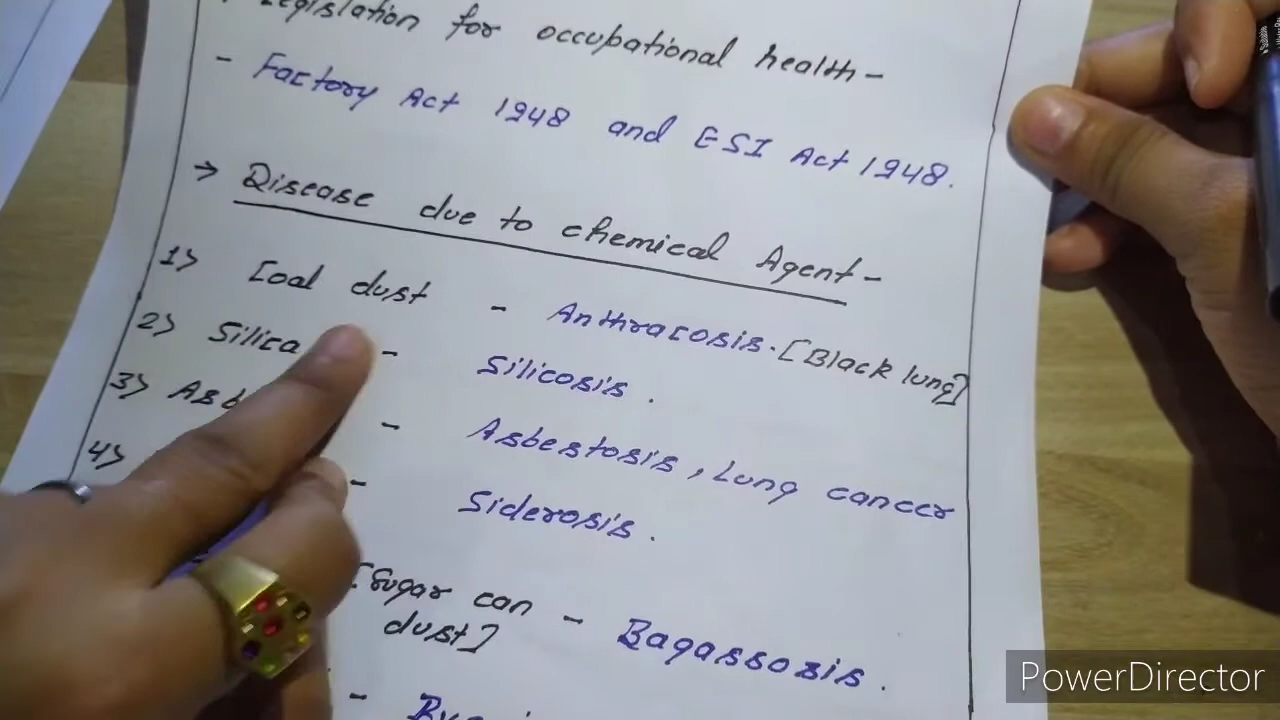 Legislation for occupational health-
- Factory Act 1948 and ESI Act 1948.
→ Disease due to chemical Agent-
1> Coal dust - Anthracosis. [Black lung]
2> Silica - Silicosis.
3> - Asbestosis, Lung cancer
4> - Siderosis.
[Sugar can - Bagassosis.
dust]
-
PowerDirector